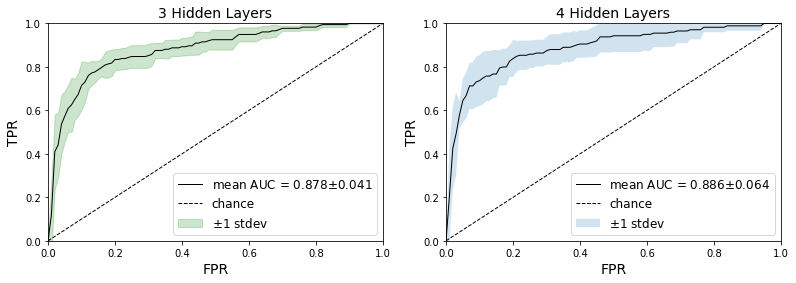 3 Hidden Layers
1.0
0.8
0.6
0.4
0.2
0.0
TPR
mean AUC = 0.878±0.041
chance
±1 stdev
0.0 0.2 0.4 0.6 0.8 1.0
FPR
4 Hidden Layers
1.0
0.8
0.6
0.4
0.2
0.0
TPR
mean AUC = 0.886±0.064
chance
±1 stdev
0.0 0.2 0.4 0.6 0.8 1.0
FPR